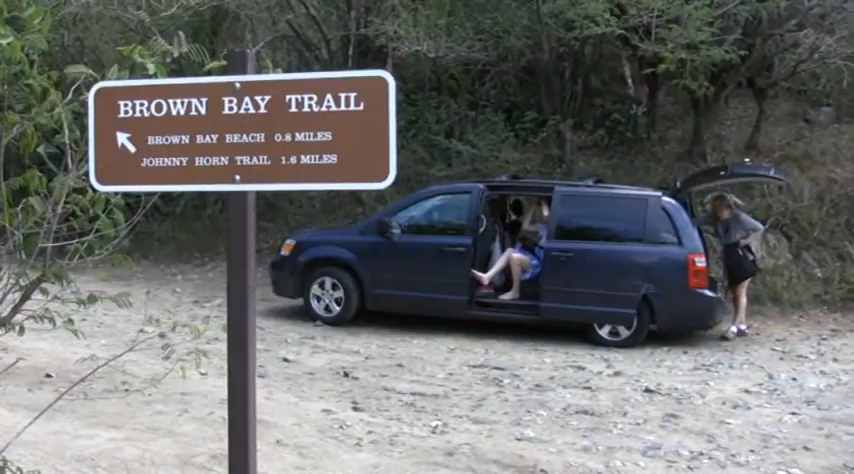 BROWN BAY TRAIL
BROWN BAY BEACH 0.8 MILES
JOHNNY HORN TRAIL 1.6 MILES